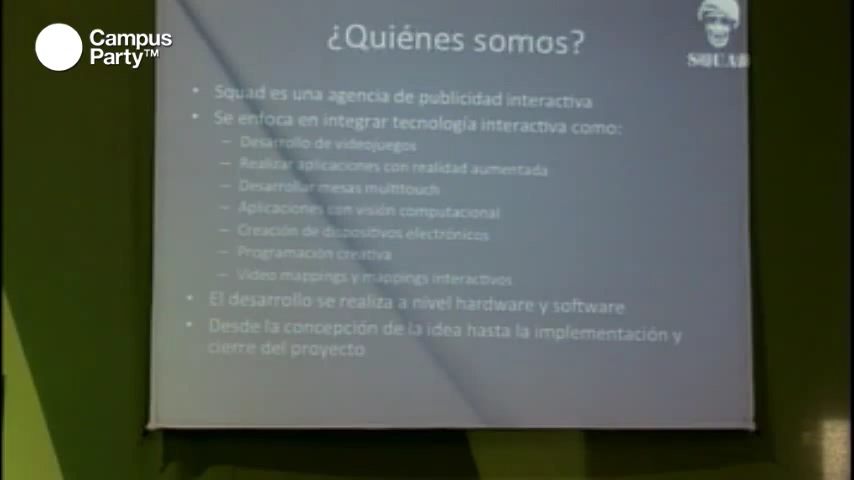 Campus
Party™
¿Quiénes somos?
SQUAD
• Squad es una agencia de publicidad interactiva
• Se enfoca en integrar tecnología interactiva como:
– Desarrollo de videojuegos
– Realizar aplicaciones con realidad aumentada
– Desarrollar mesas multitouch
– Aplicaciones con visión computacional
– Creación de dispositivos electrónicos
– Programación creativa
– Video mappings y mappings interactivos
• El desarrollo se realiza a nivel hardware y software
• Desde la concepción de la idea hasta la implementación y
cierre del proyecto